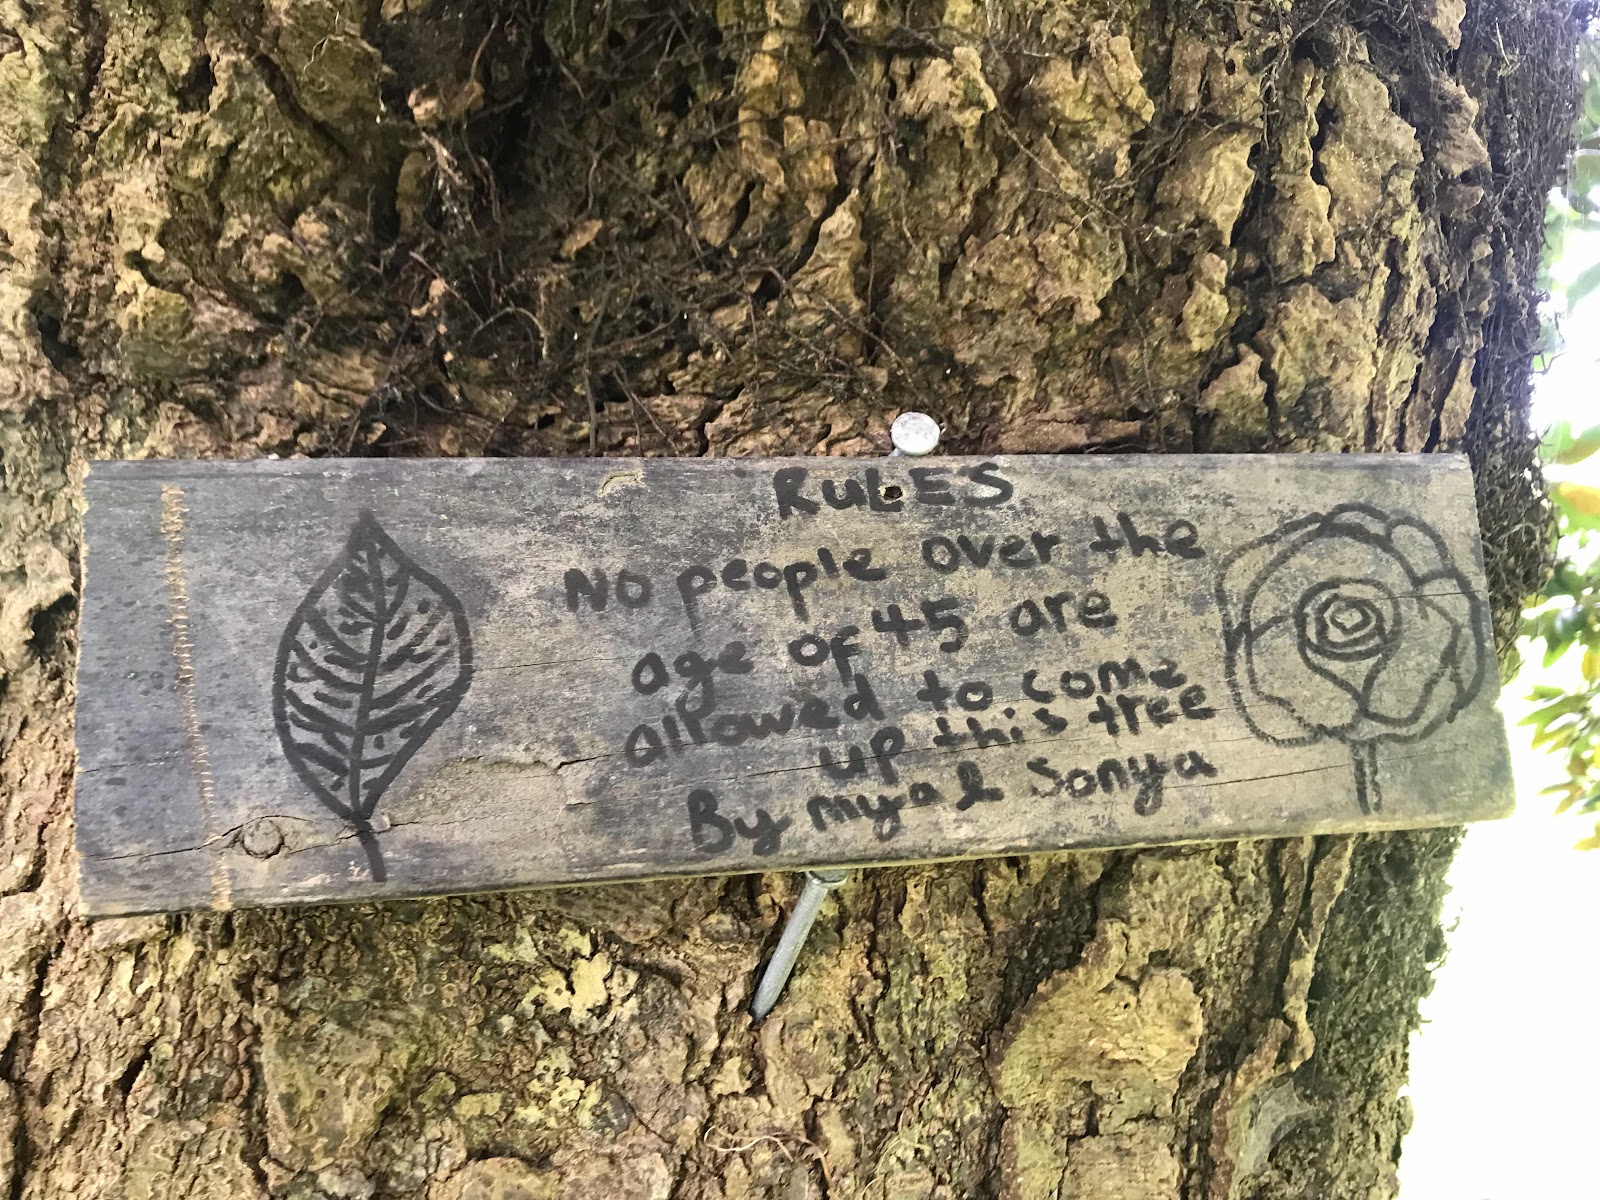 RULES
No people over the
age of 45 are
allowed to come
up this tree
By mya & Sonya